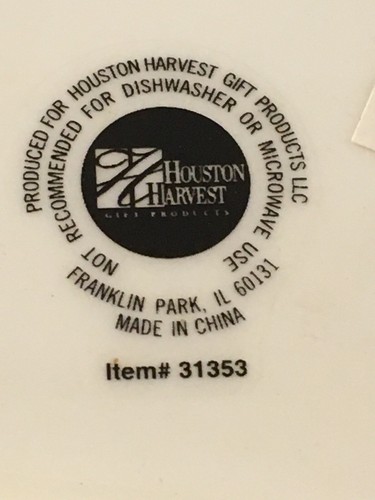 PRODUCED FOR HOUSTON HARVEST GIFT PRODUCTS LLC
NOT RECOMMENDED FOR DISHWASHER OR MICROWAVE USE
HOUSTON
HARVEST
GIFT PRODUCTS
FRANKLIN PARK, IL 60131
MADE IN CHINA
Item# 31353